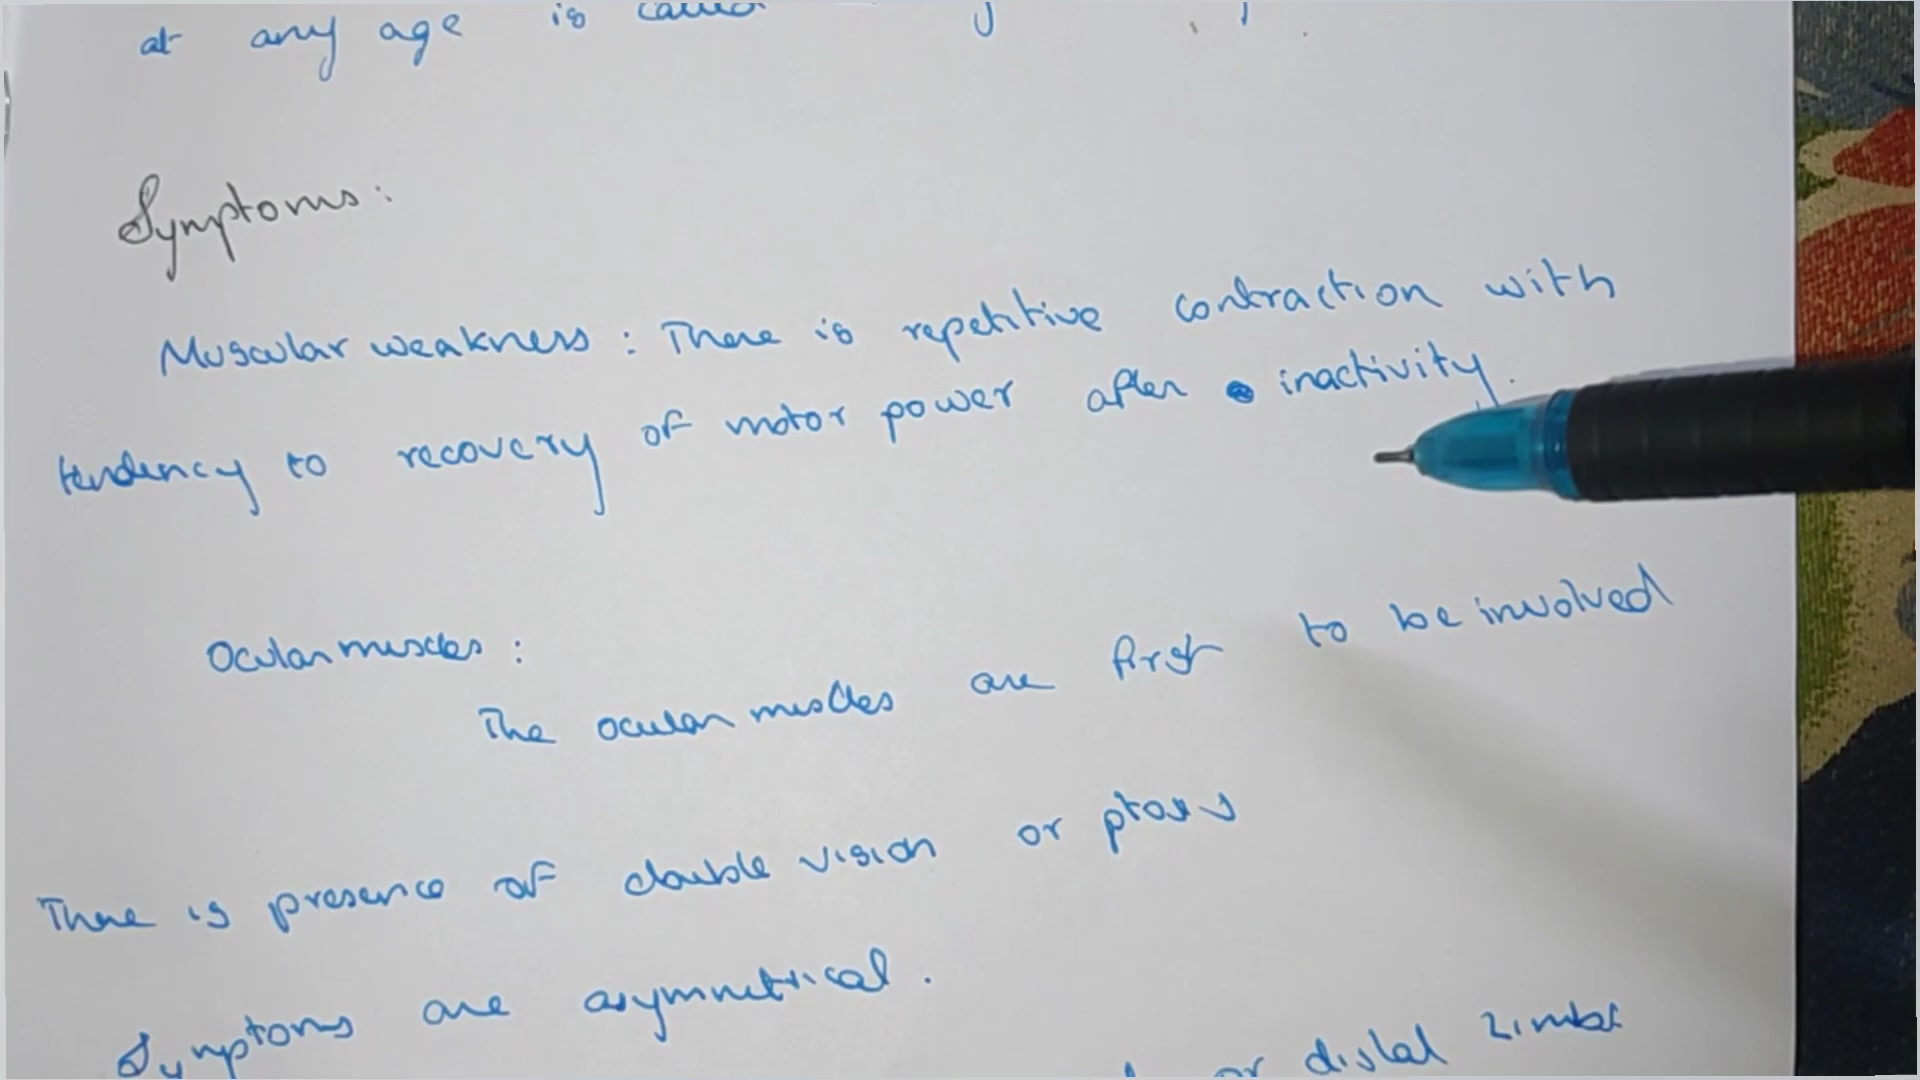 at any age is called
Symptoms:
Muscular weakness : There is repetitive contraction with
tendency to recovery of motor power after inactivity.
Ocular muscles :
The ocular muscles are first to be involved
There is presence of double vision or ptosis
Symptoms are asymmetrical.
or distal limbs